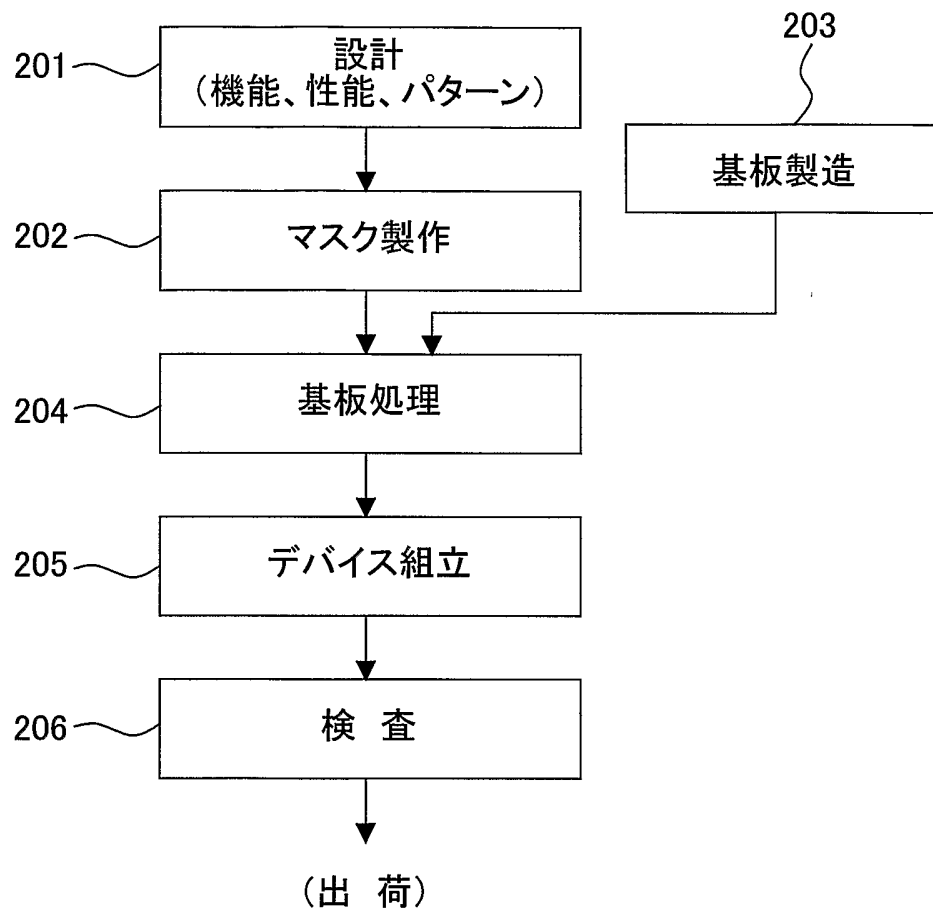 203
201
設計
（機能、性能、パターン）
基板製造
202
マスク製作
204
基板処理
205
デバイス組立
206
検 査
（出 荷）